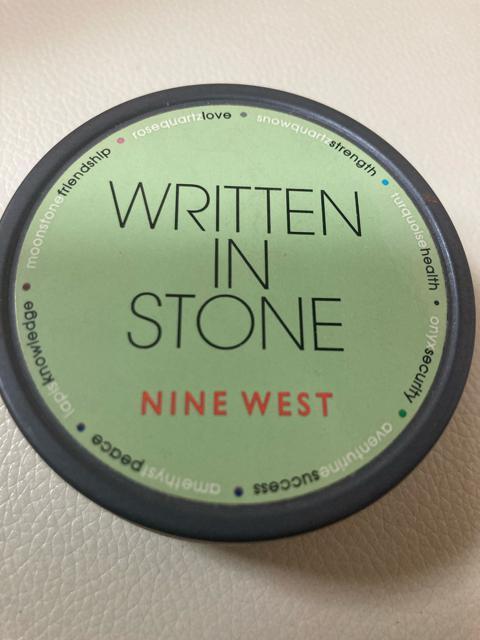 WRITTEN
IN
STONE
NINE WEST
rosequartzlove • snowquartzstrength • turquoisehealth • onyxsecurity • aventurinesuccess • amethystpeace • lapisknowledge • moonstonefriendship •